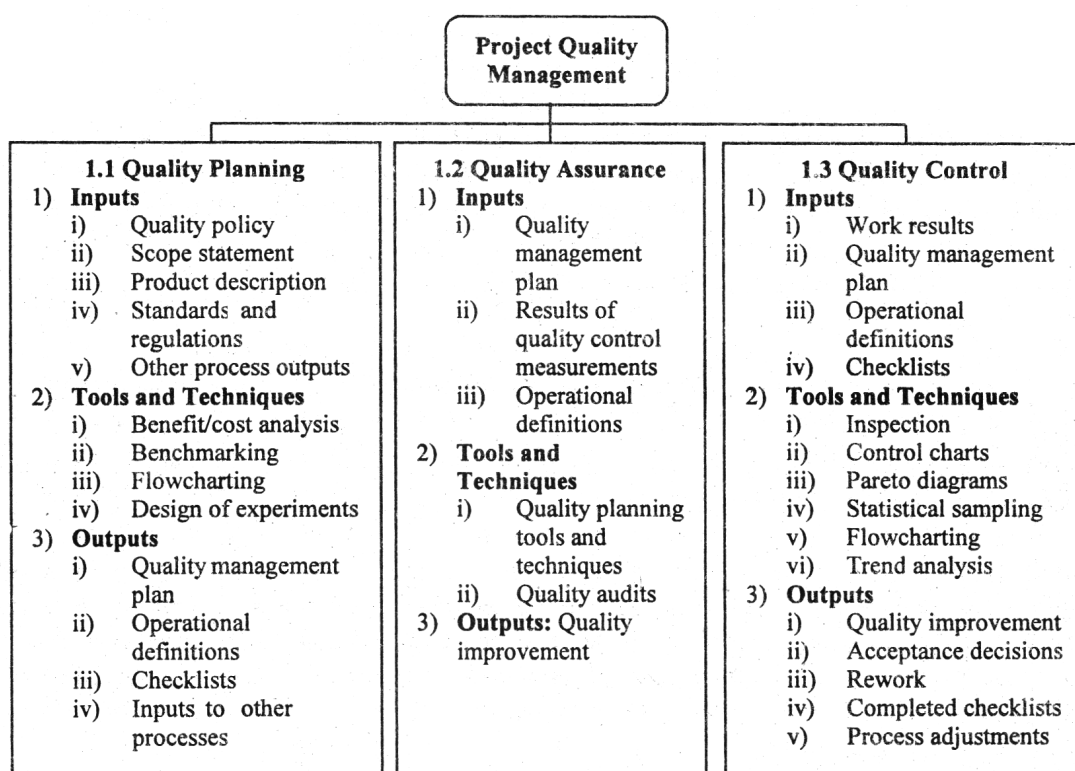 Project Quality
Management
1.1 Quality Planning
1) Inputs
i) Quality policy
ii) Scope statement
iii) Product description
iv) Standards and
regulations
v) Other process outputs
2) Tools and Techniques
i) Benefit/cost analysis
ii) Benchmarking
iii) Flowcharting
iv) Design of experiments
3) Outputs
i) Quality management
plan
ii) Operational
definitions
iii) Checklists
iv) Inputs to other
processes
1.2 Quality Assurance
1) Inputs
i) Quality
management
plan
ii) Results of
quality control
measurements
iii) Operational
definitions
2) Tools and
Techniques
i) Quality planning
tools and
techniques
ii) Quality audits
3) Outputs: Quality
improvement
1.3 Quality Control
1) Inputs
i) Work results
ii) Quality management
plan
iii) Operational
definitions
iv) Checklists
2) Tools and Techniques
i) Inspection
ii) Control charts
iii) Pareto diagrams
iv) Statistical sampling
v) Flowcharting
vi) Trend analysis
3) Outputs
i) Quality improvement
ii) Acceptance decisions
iii) Rework
iv) Completed checklists
v) Process adjustments